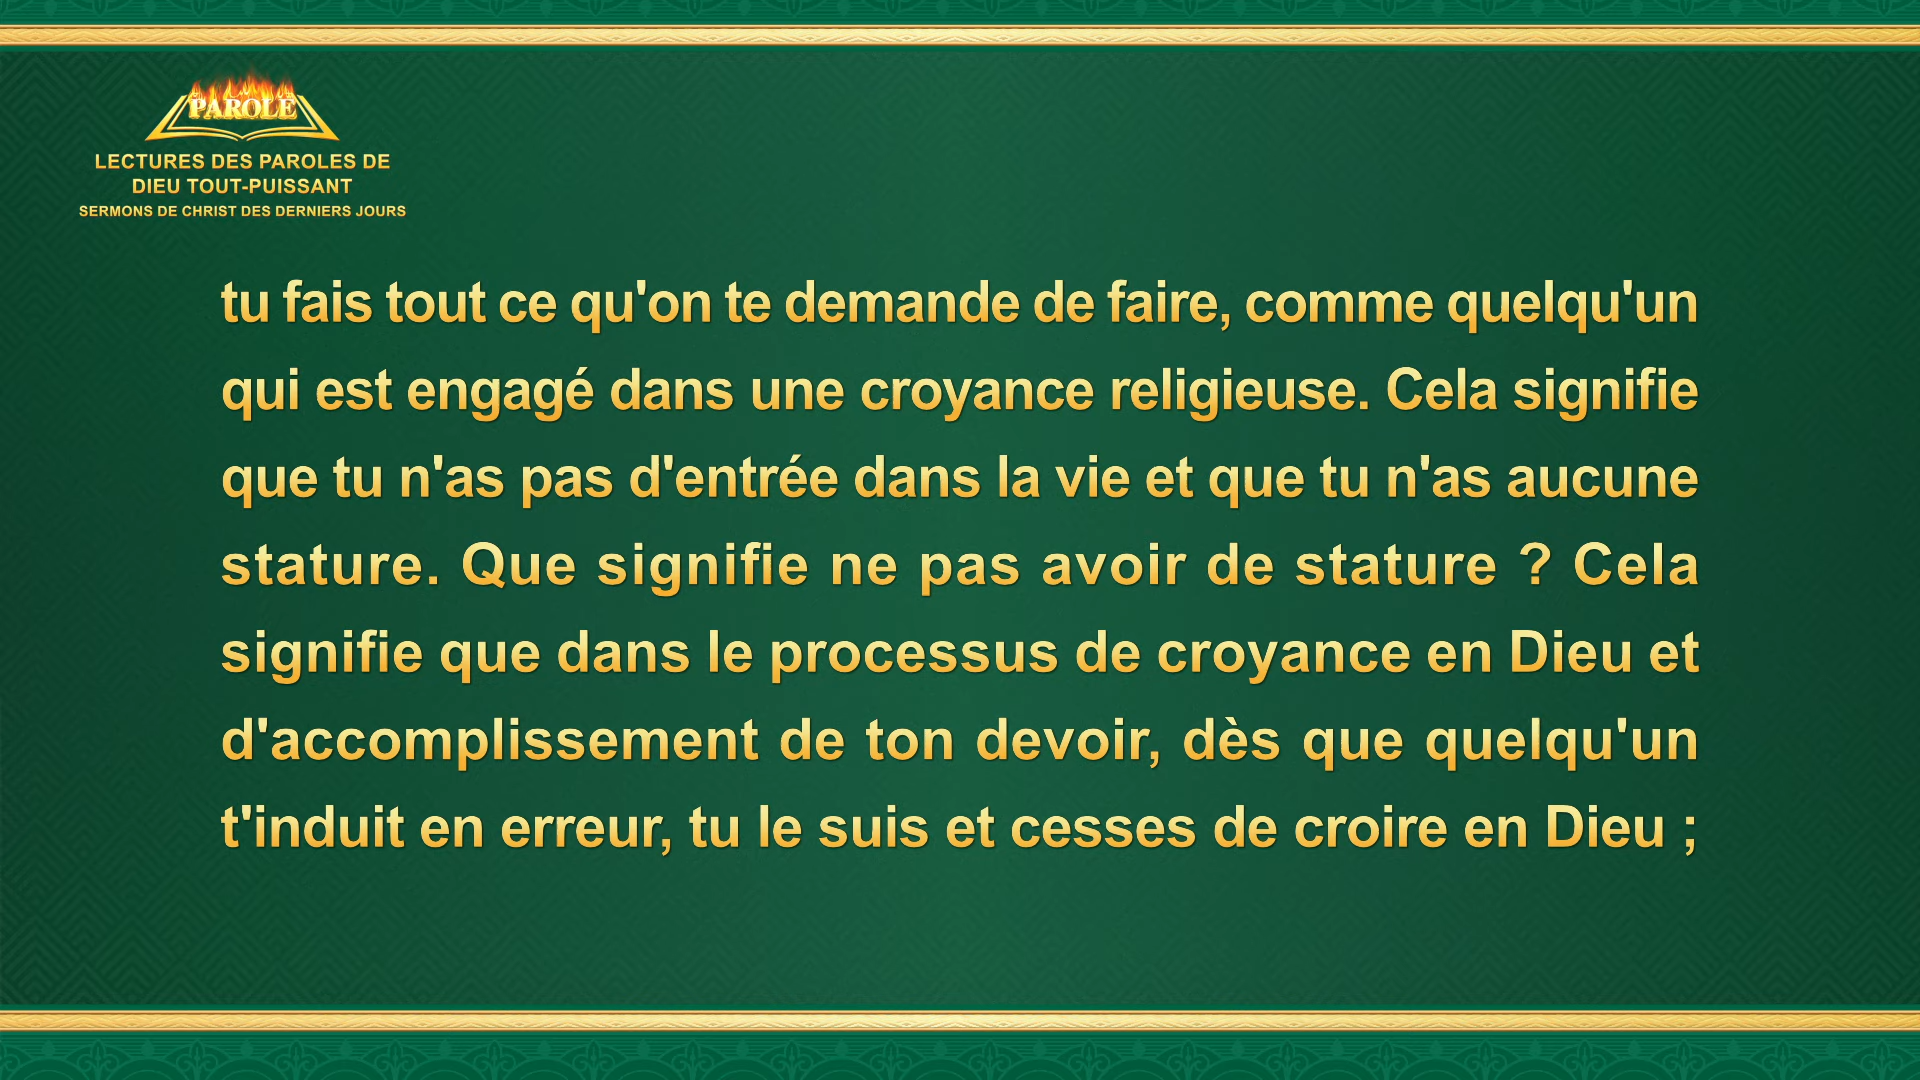 PAROLE
LECTURES DES PAROLES DE
DIEU TOUT-PUISSANT
SERMONS DE CHRIST DES DERNIERS JOURS
tu fais tout ce qu'on te demande de faire, comme quelqu'un
qui est engagé dans une croyance religieuse. Cela signifie
que tu n'as pas d'entrée dans la vie et que tu n'as aucune
stature. Que signifie ne pas avoir de stature ? Cela
signifie que dans le processus de croyance en Dieu et
d'accomplissement de ton devoir, dès que quelqu'un
t'induit en erreur, tu le suis et cesses de croire en Dieu ;